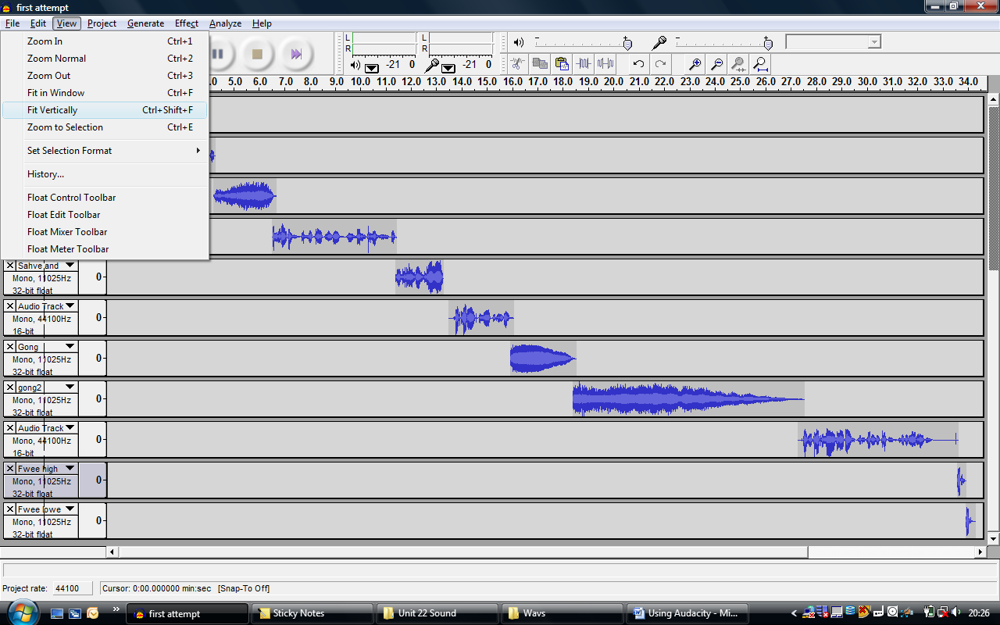 first attempt
File Edit View Project Generate Effect Analyze Help
Zoom In Ctrl+1
Zoom Normal Ctrl+2
Zoom Out Ctrl+3
Fit in Window Ctrl+F
Fit Vertically Ctrl+Shift+F
Zoom to Selection Ctrl+E
Set Selection Format
History...
Float Control Toolbar
Float Edit Toolbar
Float Mixer Toolbar
Float Meter Toolbar
L L
R R
-21 0 -21 0
5.0 6.0 7.0 8.0 9.0 10.0 11.0 12.0 13.0 14.0 15.0 16.0 17.0 18.0 19.0 20.0 21.0 22.0 23.0 24.0 25.0 26.0 27.0 28.0 29.0 30.0 31.0 32.0 33.0 34.0
Mono, 11025Hz 0-
32-bit float
Audio Track
Mono, 44100Hz 0-
16-bit
Gong
Mono, 11025Hz 0-
32-bit float
gong2
Mono, 11025Hz 0-
32-bit float
Audio Track
Mono, 44100Hz 0-
16-bit
Fwee high
Mono, 11025Hz 0-
32-bit float
Fwee lowe
Mono, 11025Hz 0-
32-bit float
Project rate: 44100 Cursor: 0:00.000000 min:sec [Snap-To Off]
first attempt Sticky Notes Unit 22 Sound Wavs Using Audacity - Mi... 20:26